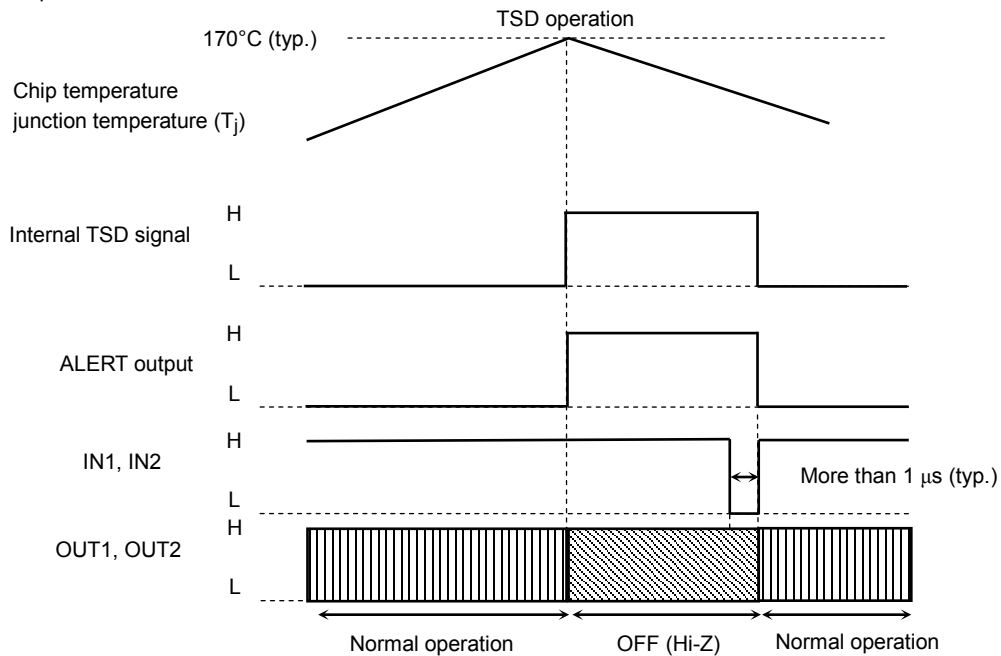 TSD operation
170°C (typ.)
Chip temperature
junction temperature (Tj)
H
Internal TSD signal
L
H
ALERT output
L
H
IN1, IN2
More than 1 μs (typ.)
L
H
OUT1, OUT2
L
Normal operation
OFF (Hi-Z)
Normal operation